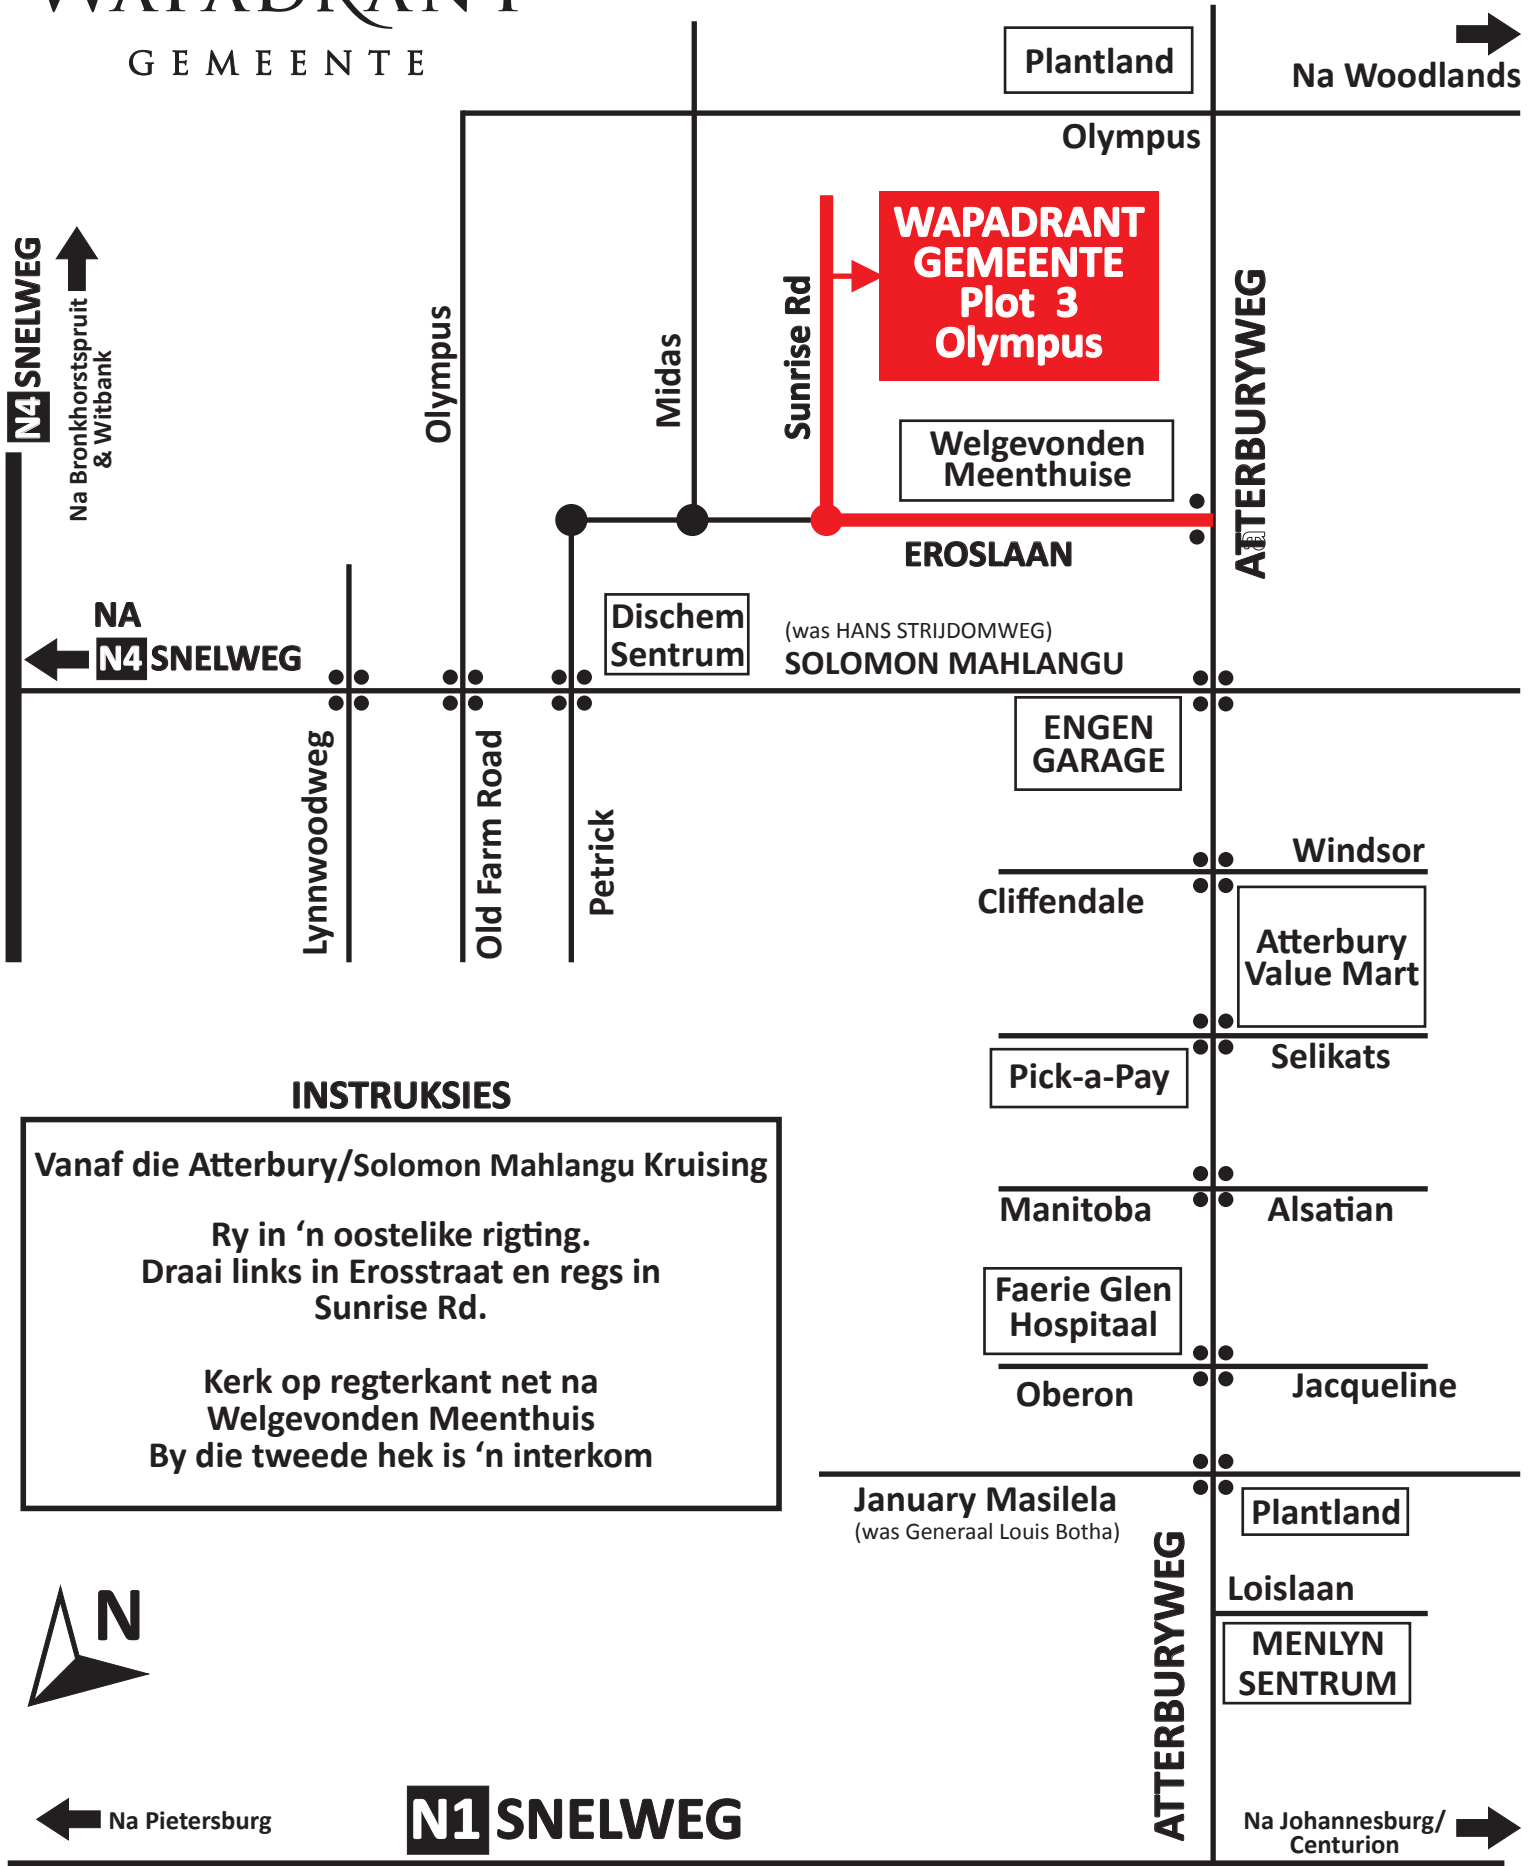 WAPADRANT
GEMEENTE
Plantland
Na Woodlands
Olympus
WAPADRANT
GEMEENTE
Plot 3
Olympus
N4 SNELWEG
Na Bronkhorstspruit
& Witbank
Olympus
Midas
Sunrise Rd
ATTERBURYWEG
Welgevonden
Meenthuise
EROSLAAN
NA
N4 SNELWEG
Dischem
Sentrum
(was HANS STRIJDOMWEG)
SOLOMON MAHLANGU
ENGEN
GARAGE
Lynnwoodweg
Old Farm Road
Petrick
Windsor
Cliffendale
Atterbury
Value Mart
Selikats
Pick-a-Pay
INSTRUKSIES
Vanaf die Atterbury/Solomon Mahlangu Kruising
Ry in ‘n oostelike rigting.
Draai links in Erosstraat en regs in
Sunrise Rd.
Kerk op regterkant net na
Welgevonden Meenthuis
By die tweede hek is ‘n interkom
Manitoba
Alsatian
Faerie Glen
Hospitaal
Oberon
Jacqueline
January Masilela
(was Generaal Louis Botha)
Plantland
ATTERBURYWEG
Loislaan
MENLYN
SENTRUM
N
Na Pietersburg
N1 SNELWEG
Na Johannesburg/
Centurion